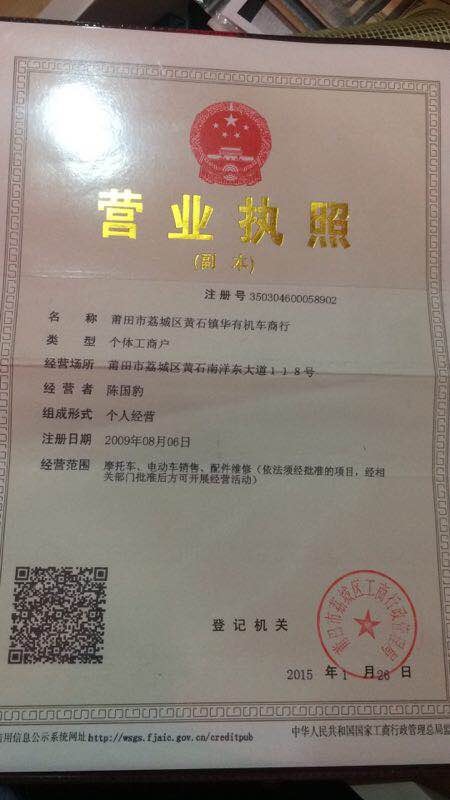 营业执照
(副 本)
注册号 350304600058902
名 称 莆田市荔城区黄石镇华有机车商行
类 型 个体工商户
经营场所 莆田市荔城区黄石南洋东大道118号
经 营 者 陈国豹
组成形式 个人经营
注册日期 2009年08月06日
经营范围 摩托车、电动车销售、配件维修（依法须经批准的项目，经相
关部门批准后方可开展经营活动）
登记机关
莆田市荔城区工商行政管理局
2015 年 1 月 26 日
用信息公示系统网址http://wsgs.fjaic.gov.cn/creditpub
中华人民共和国国家工商行政管理总局监